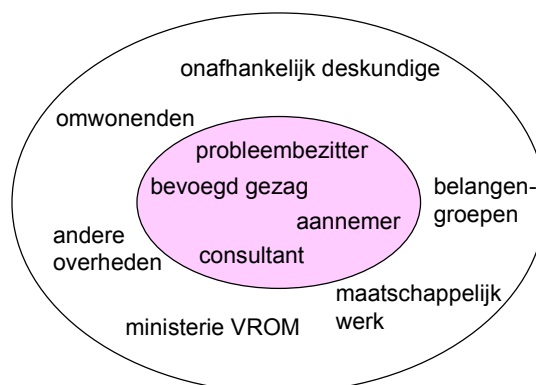 onafhankelijk deskundige
omwonenden
probleembezitter
bevoegd gezag
belangen-
groepen
aannemer
andere
overheden
consultant
maatschappelijk
werk
ministerie VROM